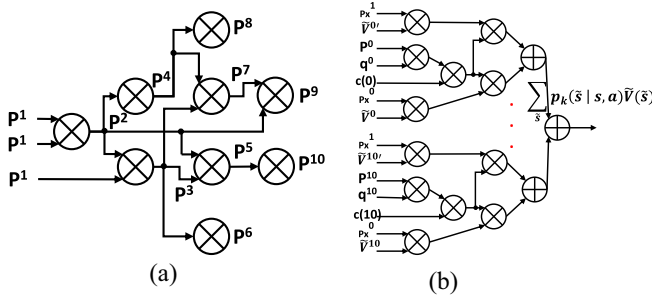 P⁸
P⁴
P⁷
P⁹
P¹
P²
P¹
P⁵
P¹⁰
P¹
P³
P⁶
(a)
Pₓ¹
Ṽ⁰′
P⁰
q⁰
c(0)
Pₓ⁰
Ṽ⁰
∑ₛ̃ pₖ(s̃ | s, a)Ṽ(s̃)
Pₓ¹
Ṽ¹⁰′
P¹⁰
q¹⁰
c(10)
Pₓ⁰
Ṽ¹⁰
(b)